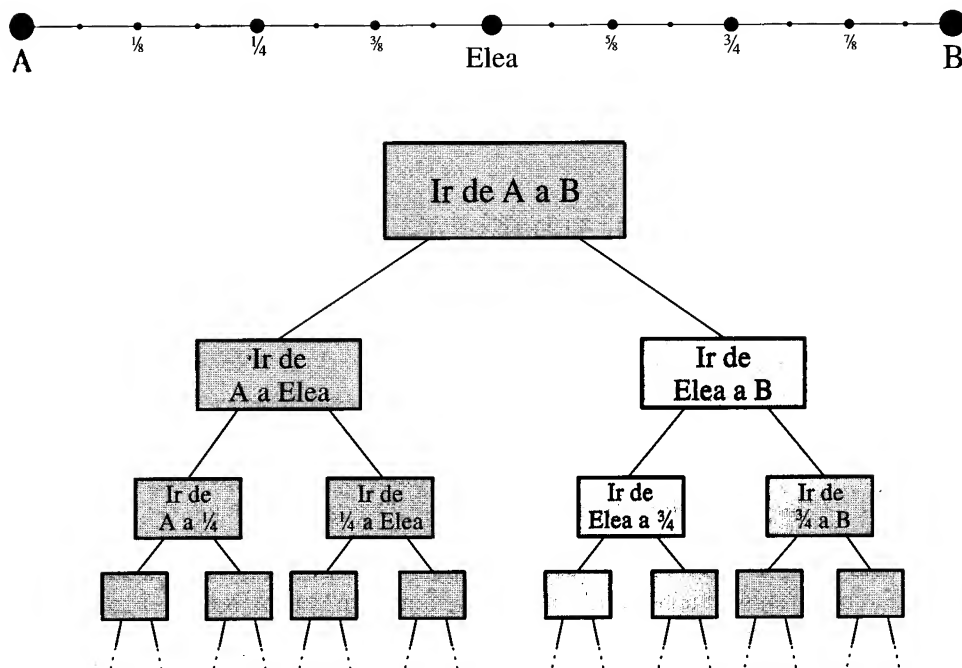 1/8 1/4 3/8 5/8 3/4 7/8
A Elea B
Ir de A a B
Ir de
A a Elea
Ir de
Elea a B
Ir de
A a 1/4
Ir de
1/4 a Elea
Ir de
Elea a 3/4
Ir de
3/4 a B